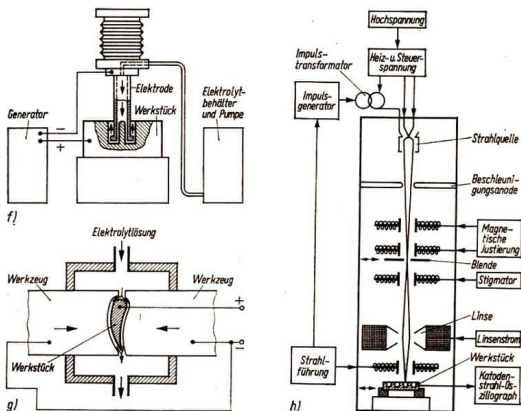 Generator
−
+
Elektrode
Werkstück
Elektrolyt-
behälter
und Pumpe
f)
Elektrolytlösung
Werkzeug
Werkzeug
+
−
Werkstück
g)
Hochspannung
Heiz- u. Steuer-
spannung
Impuls-
transformator
Impuls-
generator
Strahlquelle
Beschleuni-
gungsanode
Magne-
tische
Justierung
Blende
Stigmator
Linse
Linsenstrom
Strahl-
führung
Werkstück
Katoden-
strahl-Os-
zillograph
h)